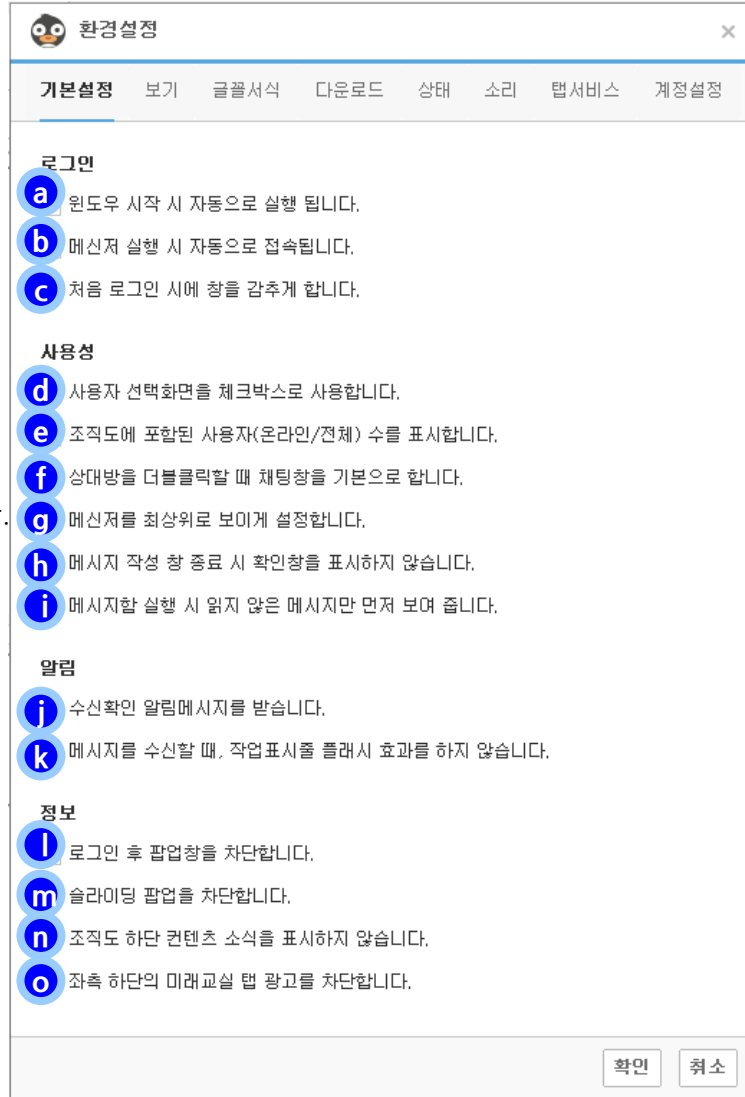 환경설정 ×
기본설정 보기 글꼴서식 다운로드 상태 소리 탭서비스 계정설정
로그인
a 윈도우 시작 시 자동으로 실행 됩니다.
b 메신저 실행 시 자동으로 접속됩니다.
c 처음 로그인 시에 창을 감추게 합니다.
사용성
d 사용자 선택화면을 체크박스로 사용합니다.
e 조직도에 포함된 사용자(온라인/전체) 수를 표시합니다.
f 상대방을 더블클릭할 때 채팅창을 기본으로 합니다.
g 메신저를 최상위로 보이게 설정합니다.
h 메시지 작성 창 종료 시 확인창을 표시하지 않습니다.
i 메시지함 실행 시 읽지 않은 메시지만 먼저 보여 줍니다.
알림
j 수신확인 알림메시지를 받습니다.
k 메시지를 수신할 때, 작업표시줄 플래시 효과를 하지 않습니다.
정보
l 로그인 후 팝업창을 차단합니다.
m 슬라이딩 팝업을 차단합니다.
n 조직도 하단 컨텐츠 소식을 표시하지 않습니다.
o 좌측 하단의 미래교실 탭 광고를 차단합니다.
확인 취소